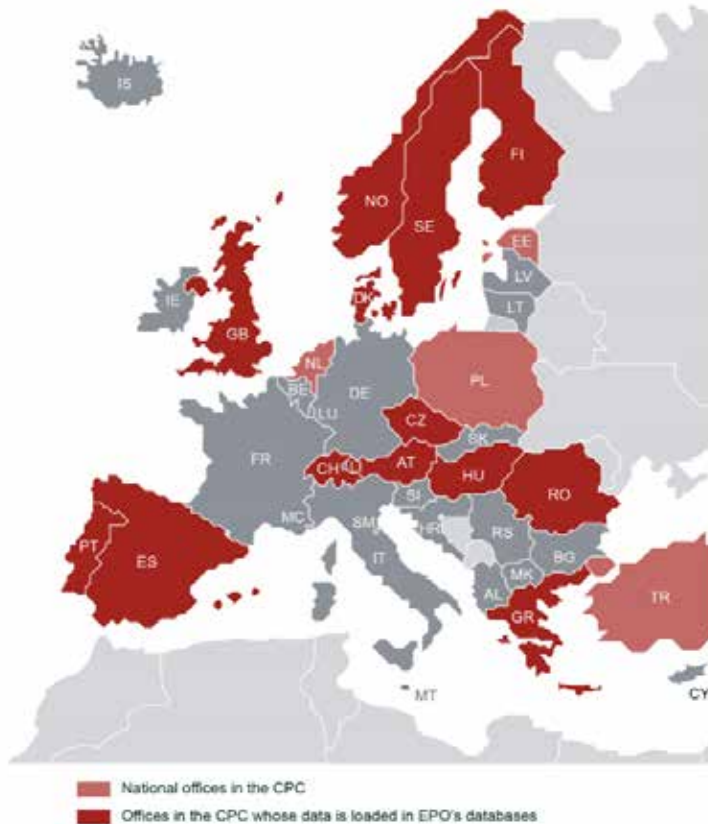 IS
FI
NO
SE
EE
LV
LT
DK
IE
GB
NL
PL
BE
DE
LU
CZ
SK
FR
CH
LI
AT
HU
RO
SI
MC
SM
HR
RS
PT
ES
IT
BG
MK
AL
TR
GR
MT
CY
National offices in the CPC
Offices in the CPC whose data is loaded in EPO's databases